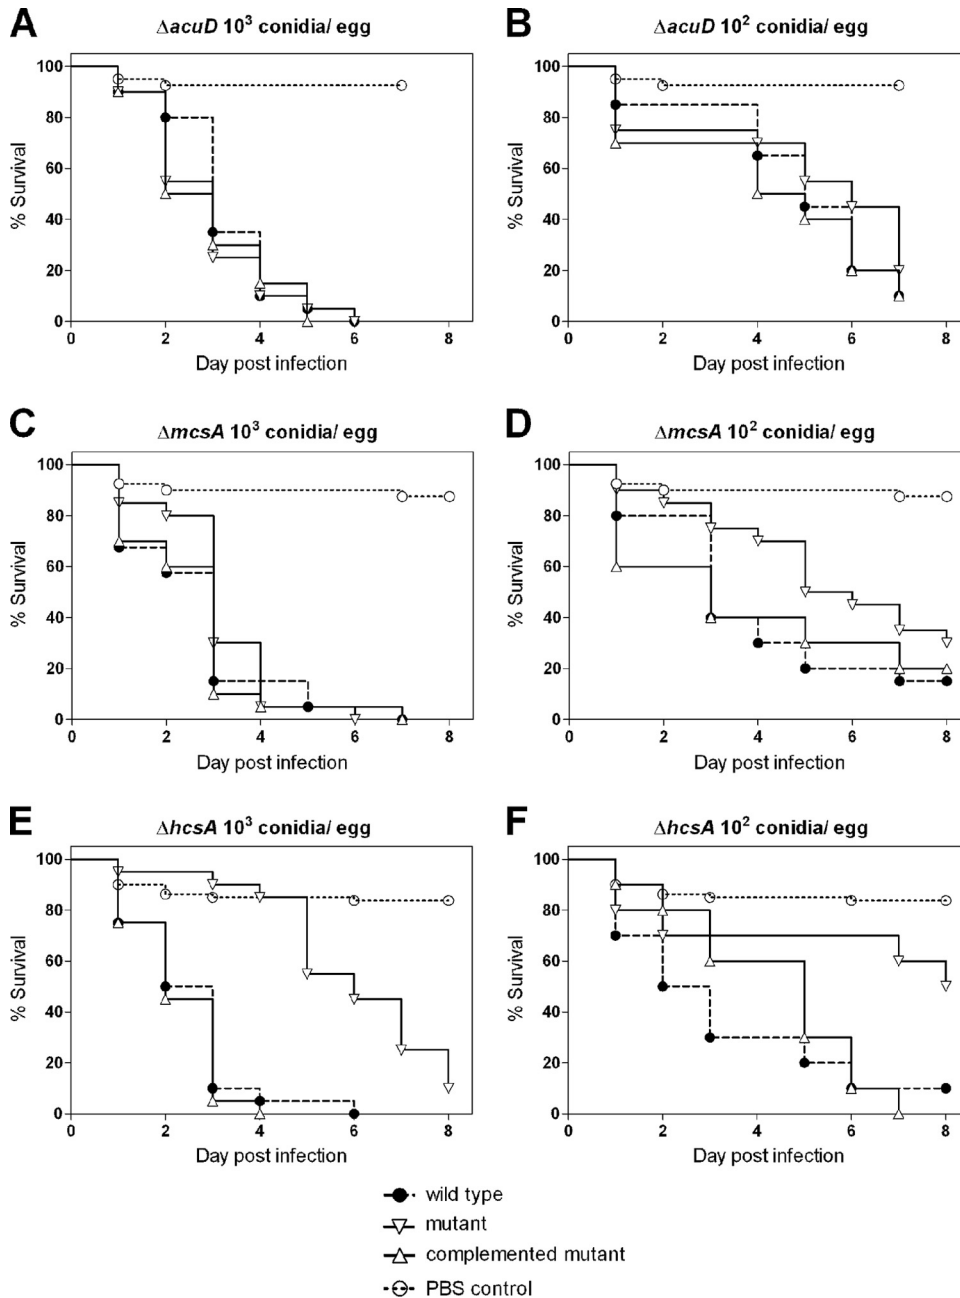 A
ΔacuD 10³ conidia/ egg
% Survival
100
80
60
40
20
0
0 2 4 6 8
Day post infection
B
ΔacuD 10² conidia/ egg
% Survival
100
80
60
40
20
0
0 2 4 6 8
Day post infection
C
ΔmcsA 10³ conidia/ egg
% Survival
100
80
60
40
20
0
0 2 4 6 8
Day post infection
D
ΔmcsA 10² conidia/ egg
% Survival
100
80
60
40
20
0
0 2 4 6 8
Day post infection
E
ΔhcsA 10³ conidia/ egg
% Survival
100
80
60
40
20
0
0 2 4 6 8
Day post infection
F
ΔhcsA 10² conidia/ egg
% Survival
100
80
60
40
20
0
0 2 4 6 8
Day post infection
wild type
mutant
complemented mutant
PBS control